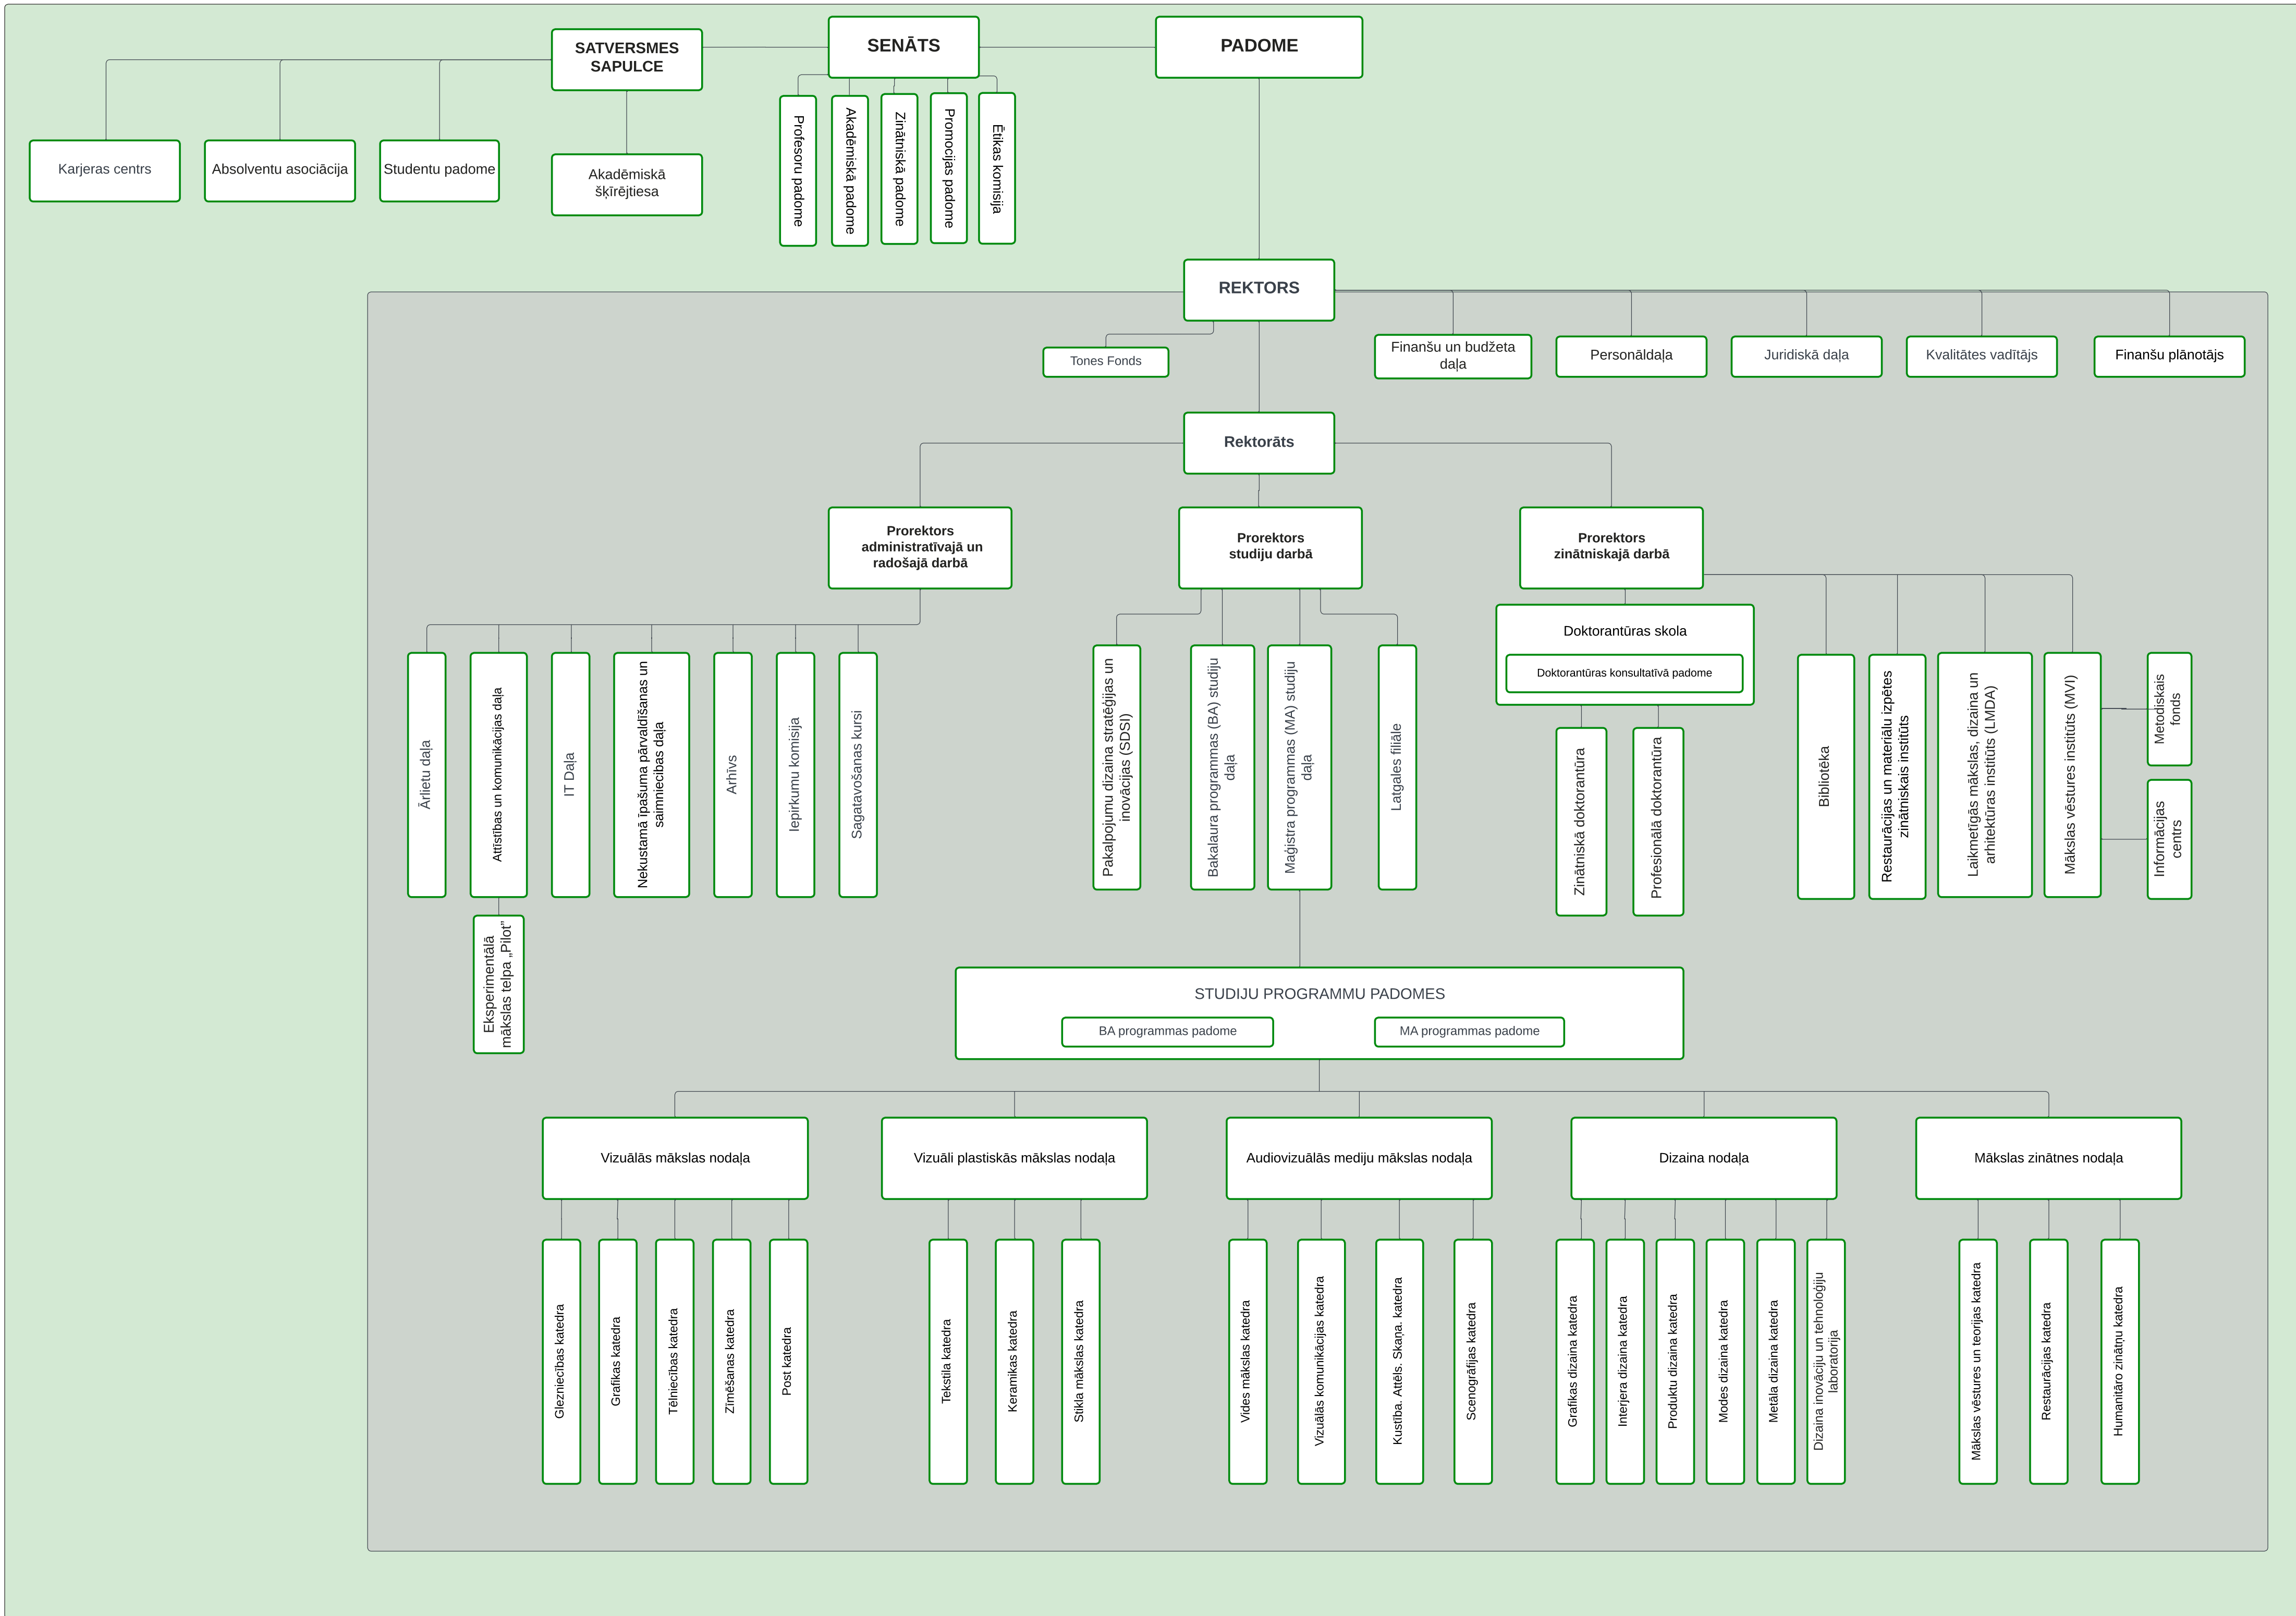 SATVERSMES
SAPULCE
SENĀTS
PADOME
Karjeras centrs
Absolventu asociācija
Studentu padome
Akadēmiskā
šķīrējtiesa
Profesoru padome
Akadēmiskā padome
Zinātniskā padome
Promocijas padome
Ētikas komisija
REKTORS
Tones Fonds
Finanšu un budžeta
daļa
Personāldaļa
Juridiskā daļa
Kvalitātes vadītājs
Finanšu plānotājs
Rektorāts
Prorektors
administratīvajā un
radošajā darbā
Prorektors
studiju darbā
Prorektors
zinātniskajā darbā
Doktorantūras skola
Doktorantūras konsultatīvā padome
Ārlietu daļa
Attīstības un komunikācijas daļa
IT Daļa
Nekustamā īpašuma pārvaldīšanas un
saimniecības daļa
Arhīvs
Iepirkumu komisija
Sagatavošanas kursi
Pakalpojumu dizaina stratēģijas un
inovācijas (SDSI)
Bakalaura programmas (BA) studiju
daļa
Maģistra programmas (MA) studiju
daļa
Latgales filiāle
Zinātniskā doktorantūra
Profesionālā doktorantūra
Bibliotēka
Restaurācijas un materiālu izpētes
zinātniskais institūts
Laikmetīgās mākslas, dizaina un
arhitektūras institūts (LMDA)
Mākslas vēstures institūts (MVI)
Metodiskais
fonds
Informācijas
centrs
Eksperimentālā
mākslas telpa „Pilot”
STUDIJU PROGRAMMU PADOMES
BA programmas padome
MA programmas padome
Vizuālās mākslas nodaļa
Vizuāli plastiskās mākslas nodaļa
Audiovizuālās mediju mākslas nodaļa
Dizaina nodaļa
Mākslas zinātnes nodaļa
Glezniecības katedra
Grafikas katedra
Tēlniecības katedra
Zīmēšanas katedra
Post katedra
Tekstila katedra
Keramikas katedra
Stikla mākslas katedra
Vides mākslas katedra
Vizuālās komunikācijas katedra
Kustība. Attēls. Skaņa. katedra
Scenogrāfijas katedra
Grafikas dizaina katedra
Interjera dizaina katedra
Produktu dizaina katedra
Modes dizaina katedra
Metāla dizaina katedra
Dizaina inovāciju un tehnoloģiju
laboratorija
Mākslas vēstures un teorijas katedra
Restaurācijas katedra
Humanitāro zinātņu katedra